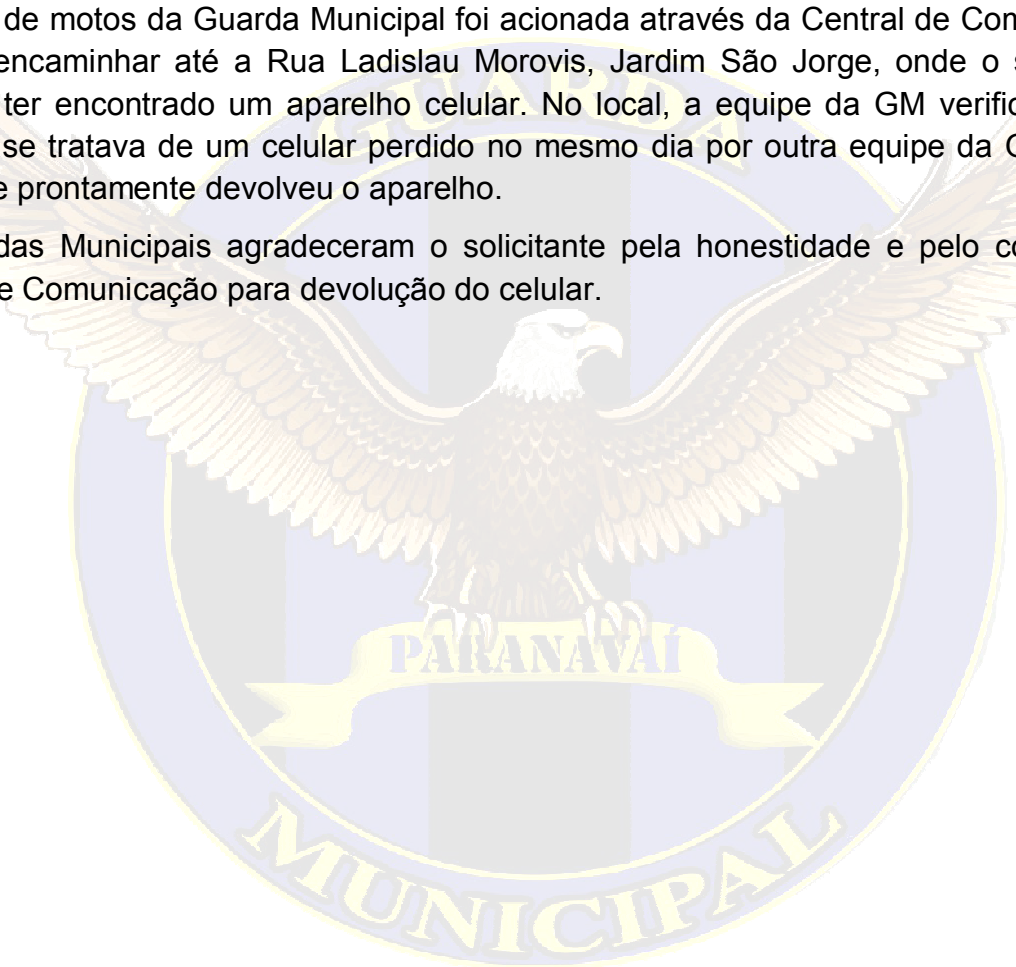 de motos da Guarda Municipal foi acionada através da Central de Com
encaminhar até a Rua Ladislau Morovis, Jardim São Jorge, onde o s
ter encontrado um aparelho celular. No local, a equipe da GM verific
se tratava de um celular perdido no mesmo dia por outra equipe da G
e prontamente devolveu o aparelho.
das Municipais agradeceram o solicitante pela honestidade e pelo co
e Comunicação para devolução do celular.
GUARDA
PARANAVAÍ
MUNICIPAL